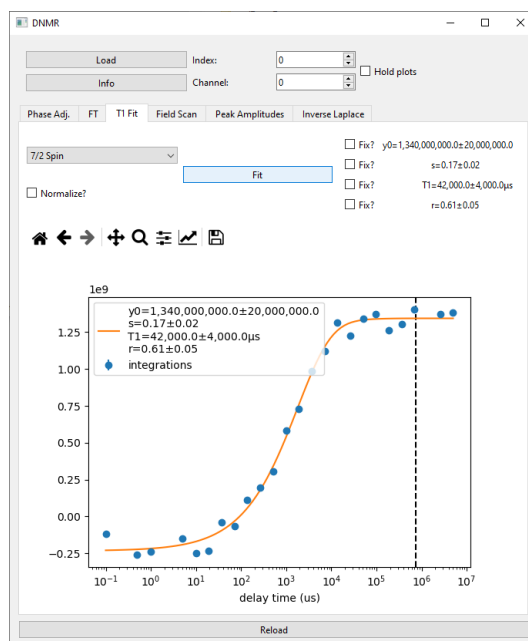 DNMR
Load
Index:
0
Hold plots
Info
Channel:
0
Phase Adj.
FT
T1 Fit
Field Scan
Peak Amplitudes
Inverse Laplace
7/2 Spin
Normalize?
Fit
Fix? y0=1,340,000,000.0±20,000,000.0
Fix? s=0.17±0.02
Fix? T1=42,000.0±4,000.0µs
Fix? r=0.61±0.05
1e9
y0=1,340,000,000.0±20,000,000.0
s=0.17±0.02
T1=42,000.0±4,000.0µs
r=0.61±0.05
integrations
1.25
1.00
0.75
0.50
0.25
0.00
−0.25
10⁻¹ 10⁰ 10¹ 10² 10³ 10⁴ 10⁵ 10⁶ 10⁷
delay time (us)
Reload